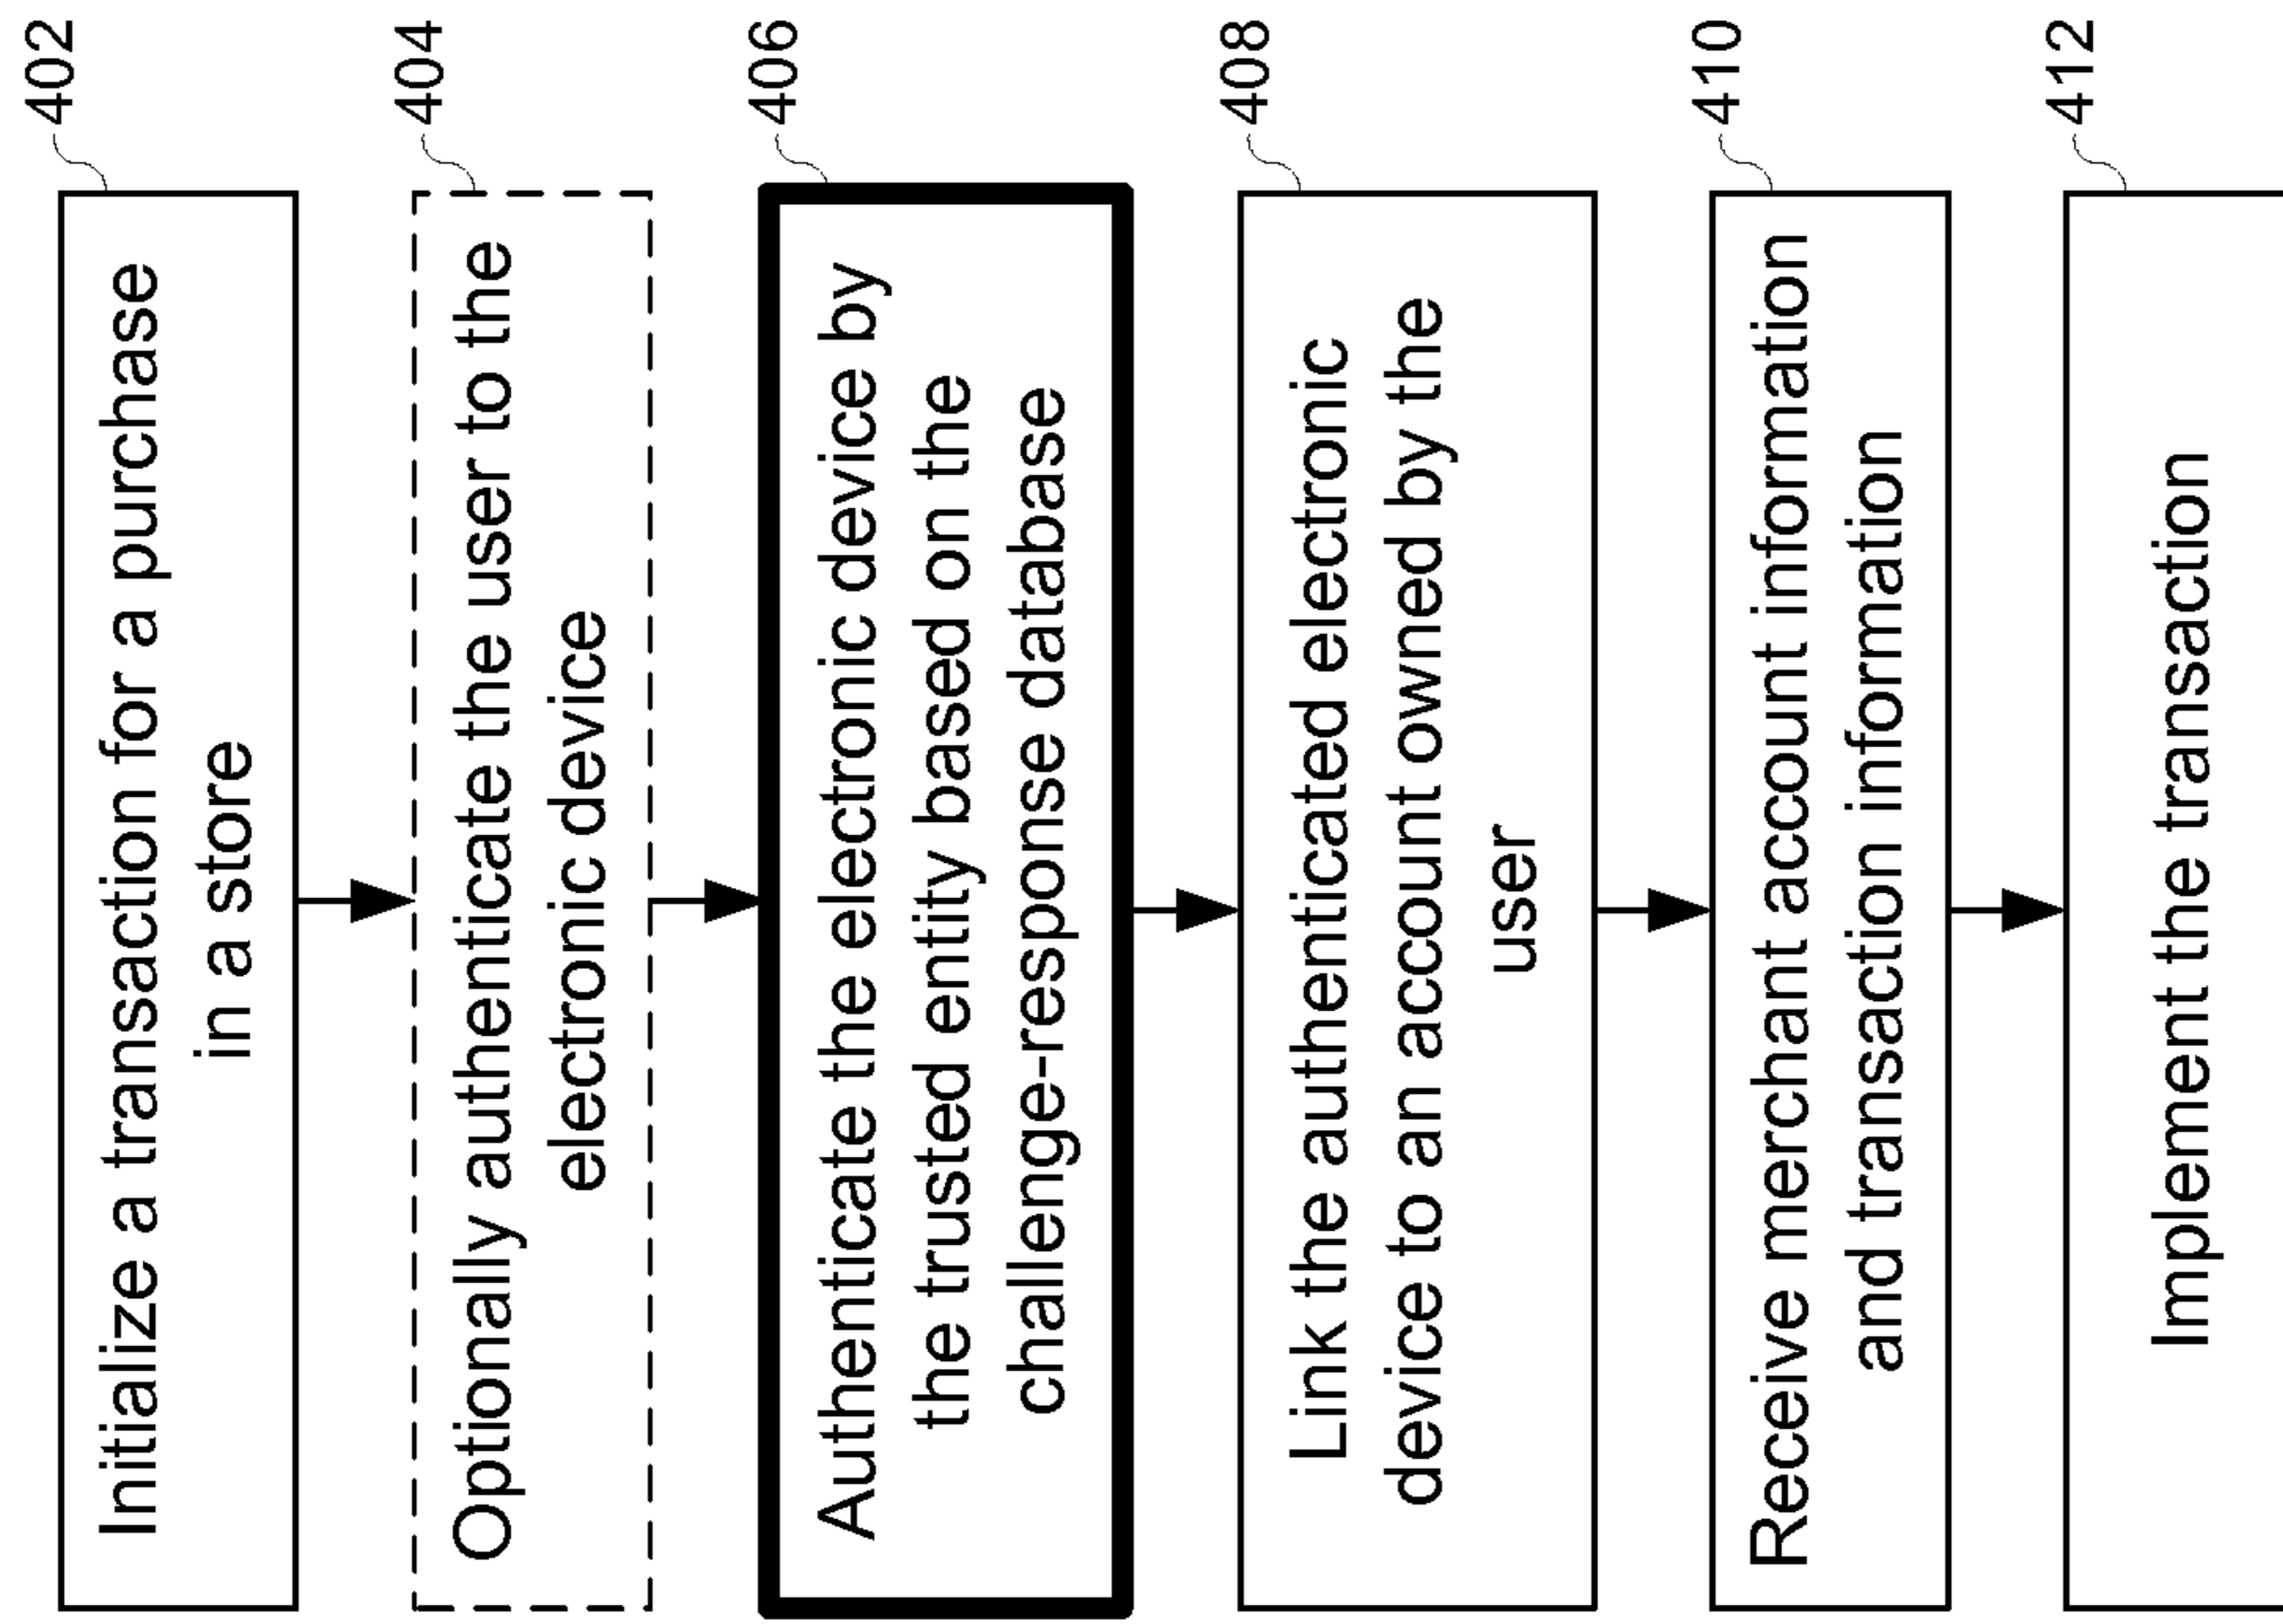 402
Initialize a transaction for a purchase
in a store
404
Optionally authenticate the user to the
electronic device
406
Authenticate the electronic device by
the trusted entity based on the
challenge-response database
408
Link the authenticated electronic
device to an account owned by the
user
410
Receive merchant account information
and transaction information
412
Implement the transaction